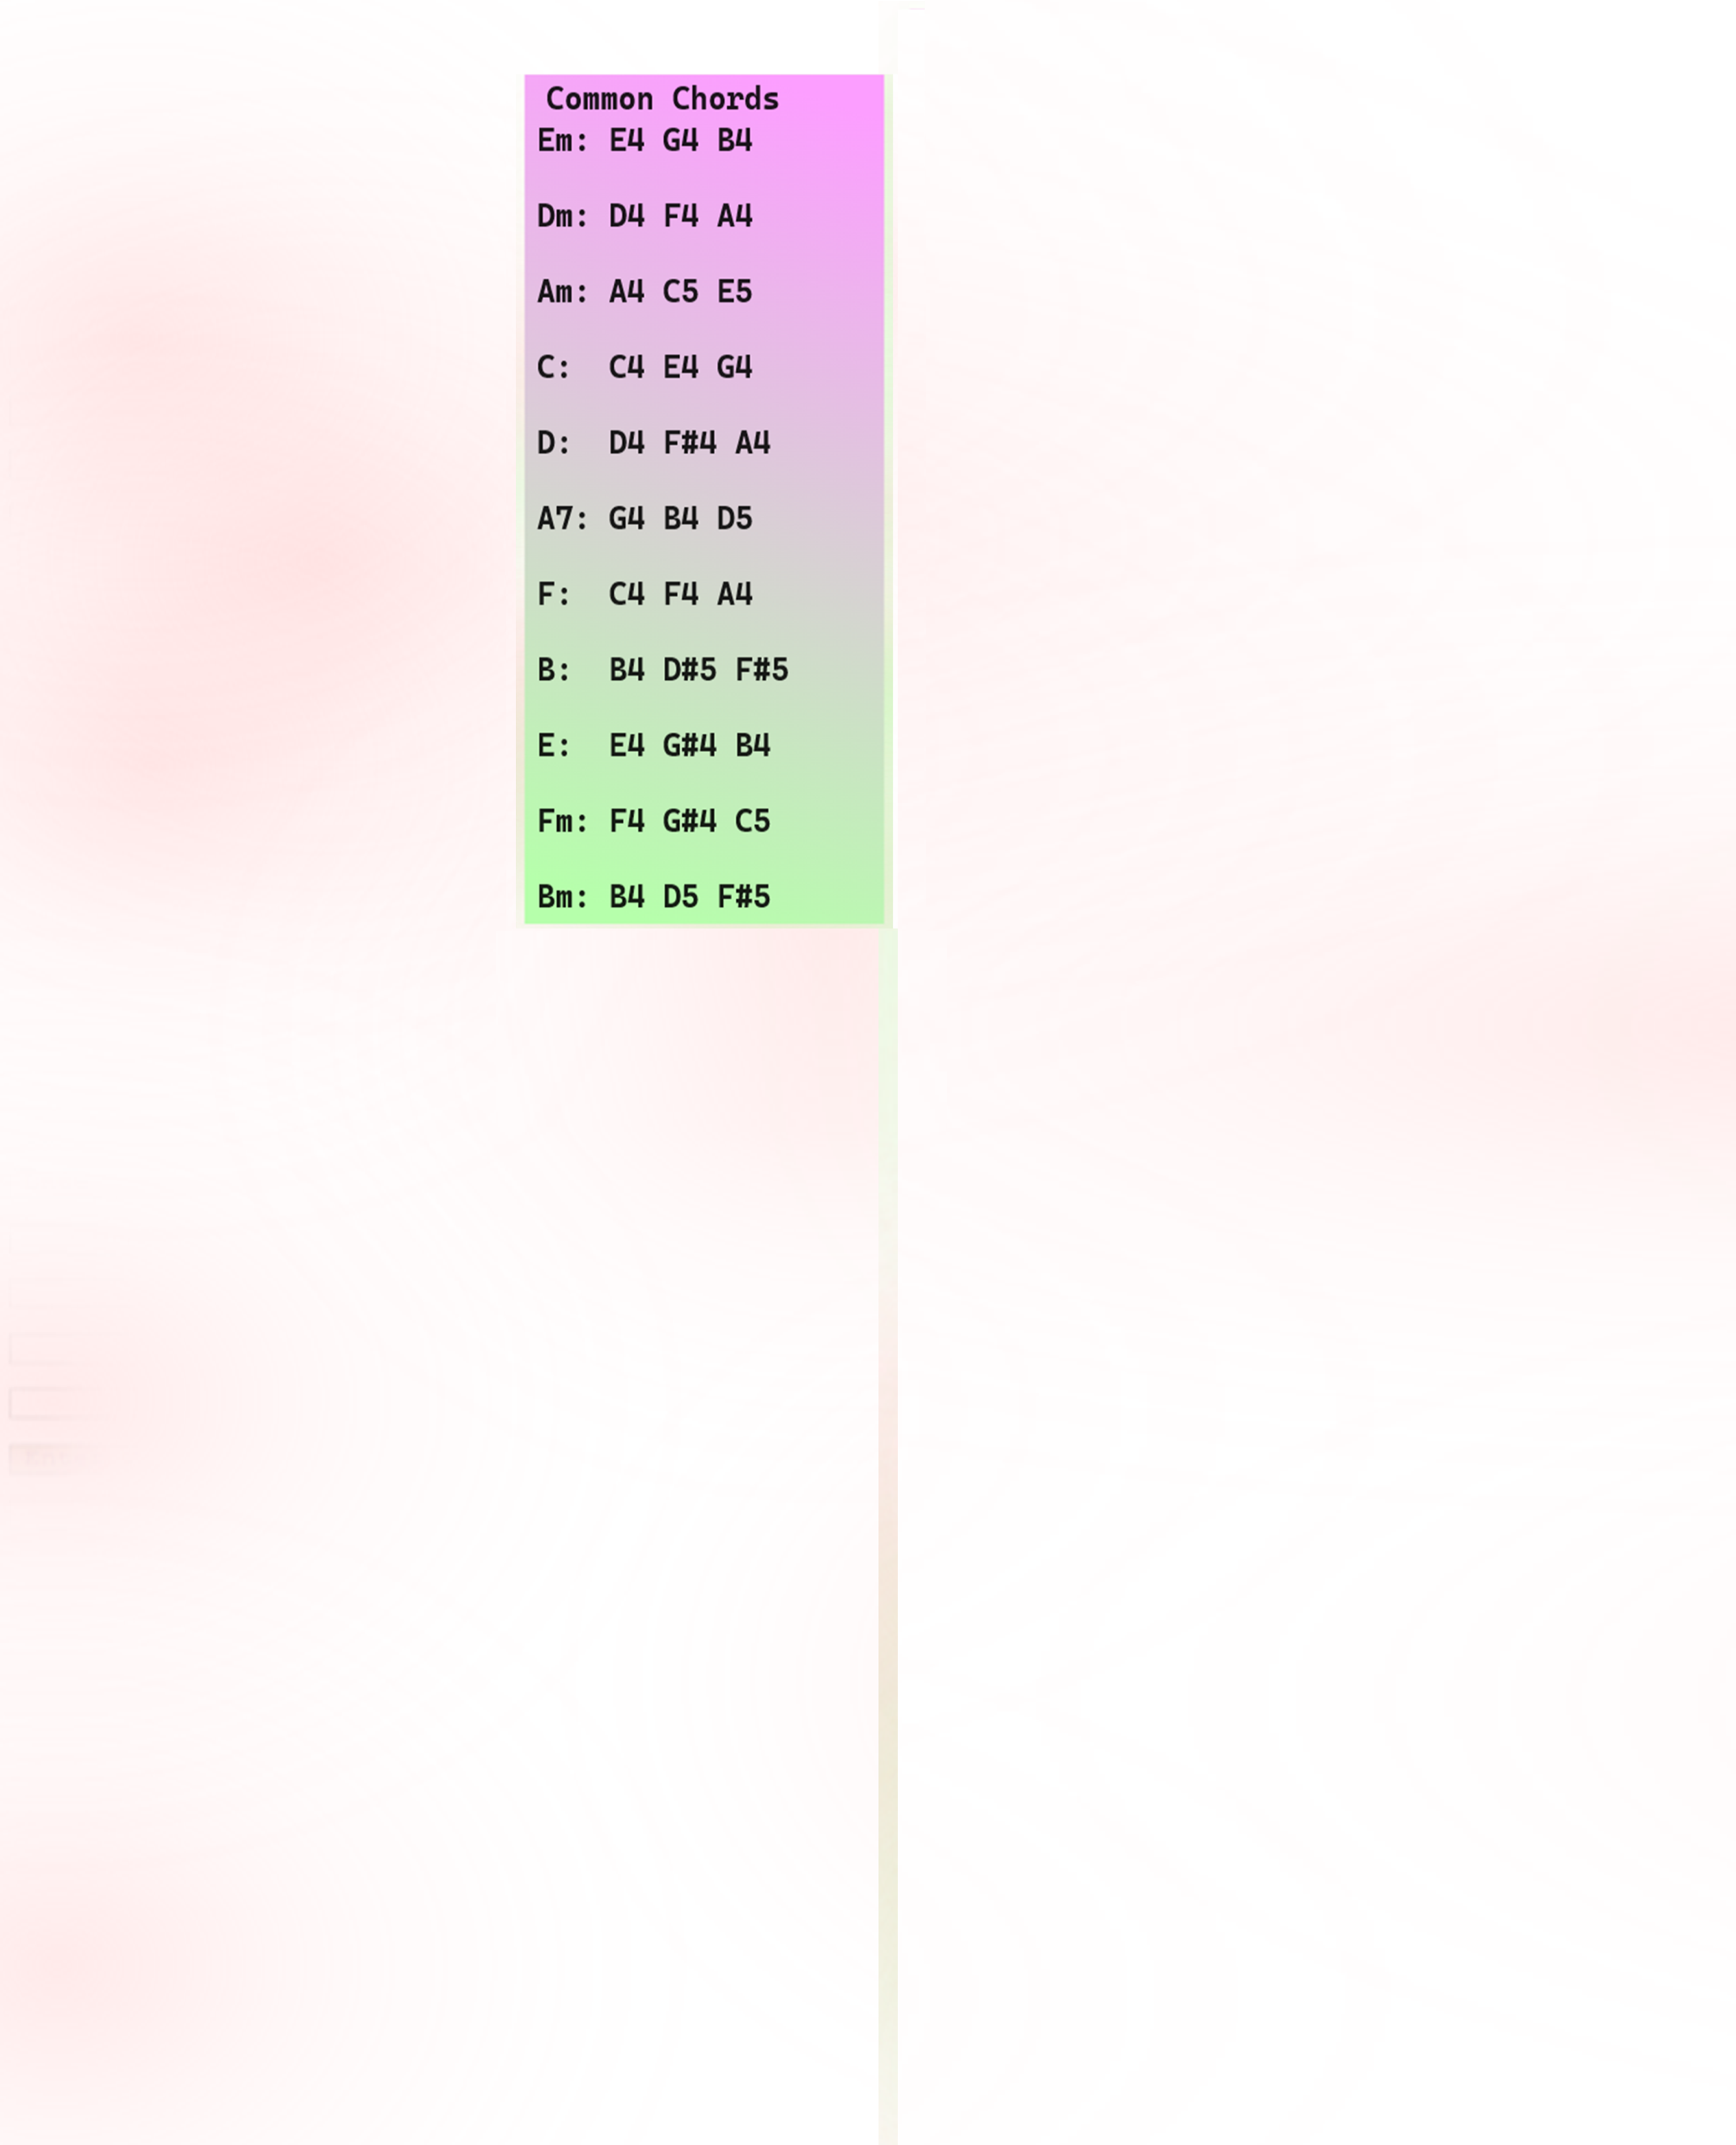 Common Chords
Em: E4 G4 B4
Dm: D4 F4 A4
Am: A4 C5 E5
C: C4 E4 G4
D: D4 F#4 A4
A7: G4 B4 D5
F: C4 F4 A4
B: B4 D#5 F#5
E: E4 G#4 B4
Fm: F4 G#4 C5
Bm: B4 D5 F#5